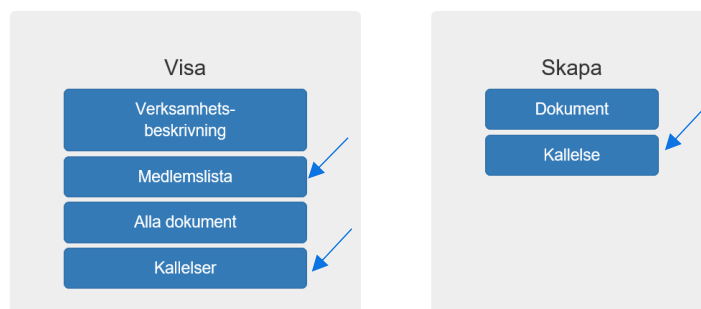 Visa
Verksamhets-
beskrivning
Medlemslista
Alla dokument
Kallelser
Skapa
Dokument
Kallelse